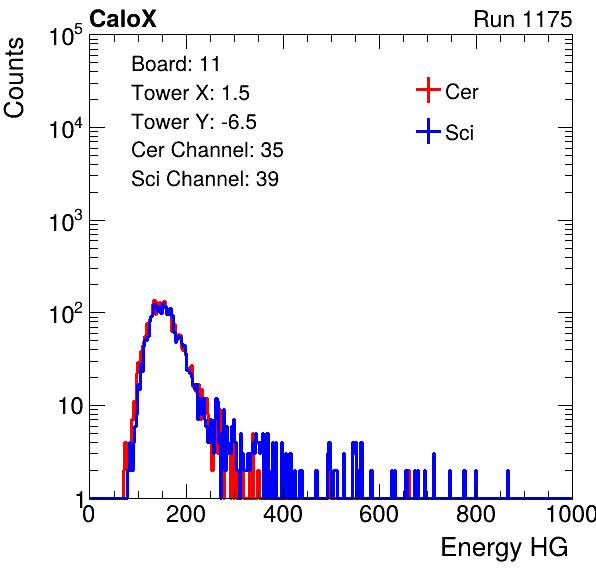 CaloX Run 1175
Counts
10^5
10^4
10^3
10^2
10
1
Board: 11
Tower X: 1.5
Tower Y: -6.5
Cer Channel: 35
Sci Channel: 39
Cer
Sci
0 200 400 600 800 1000
Energy HG